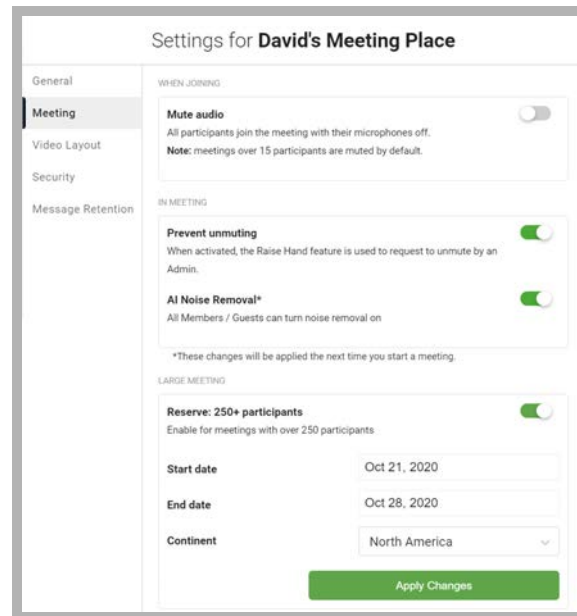 Settings for David's Meeting Place
General
Meeting
Video Layout
Security
Message Retention
WHEN JOINING
Mute audio
All participants join the meeting with their microphones off.
Note: meetings over 15 participants are muted by default.
IN MEETING
Prevent unmuting
When activated, the Raise Hand feature is used to request to unmute by an
Admin.
AI Noise Removal*
All Members / Guests can turn noise removal on
*These changes will be applied the next time you start a meeting.
LARGE MEETING
Reserve: 250+ participants
Enable for meetings with over 250 participants
Start date
Oct 21, 2020
End date
Oct 28, 2020
Continent
North America
Apply Changes